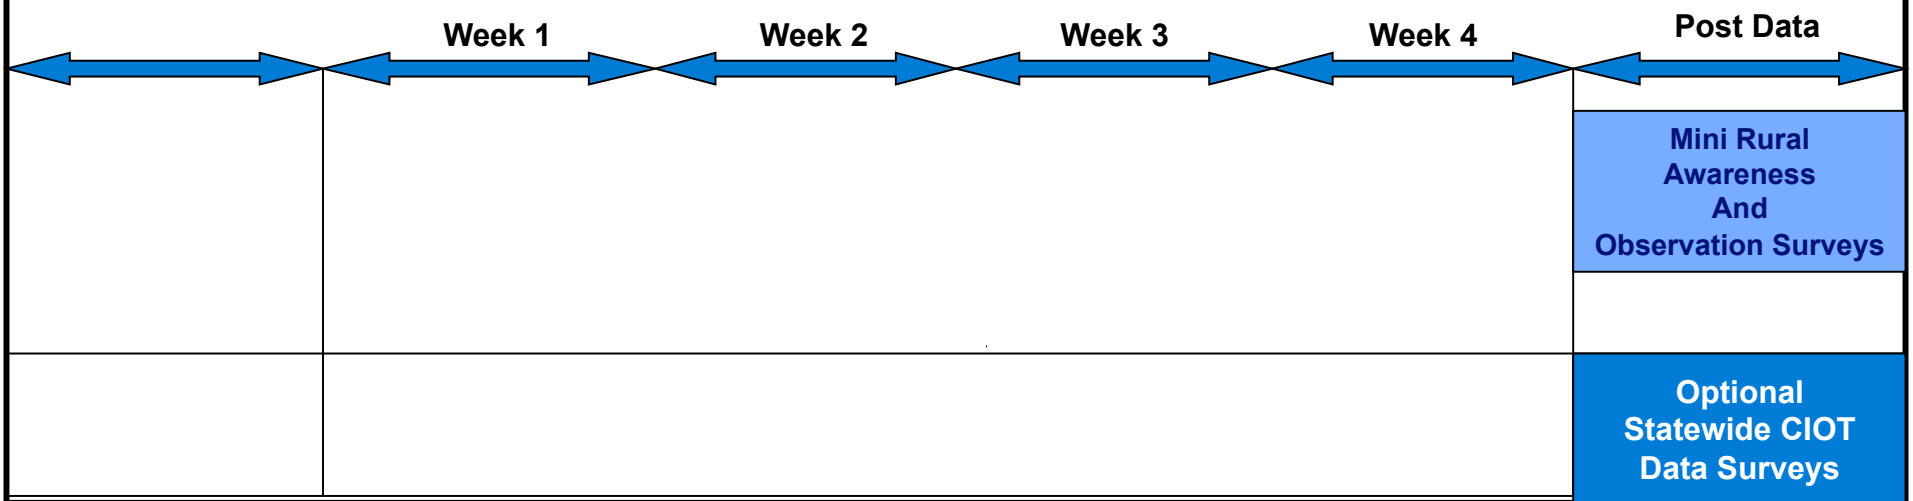 Week 1
Week 2
Week 3
Week 4
Post Data
Mini Rural
Awareness
And
Observation Surveys
Optional
Statewide CIOT
Data Surveys